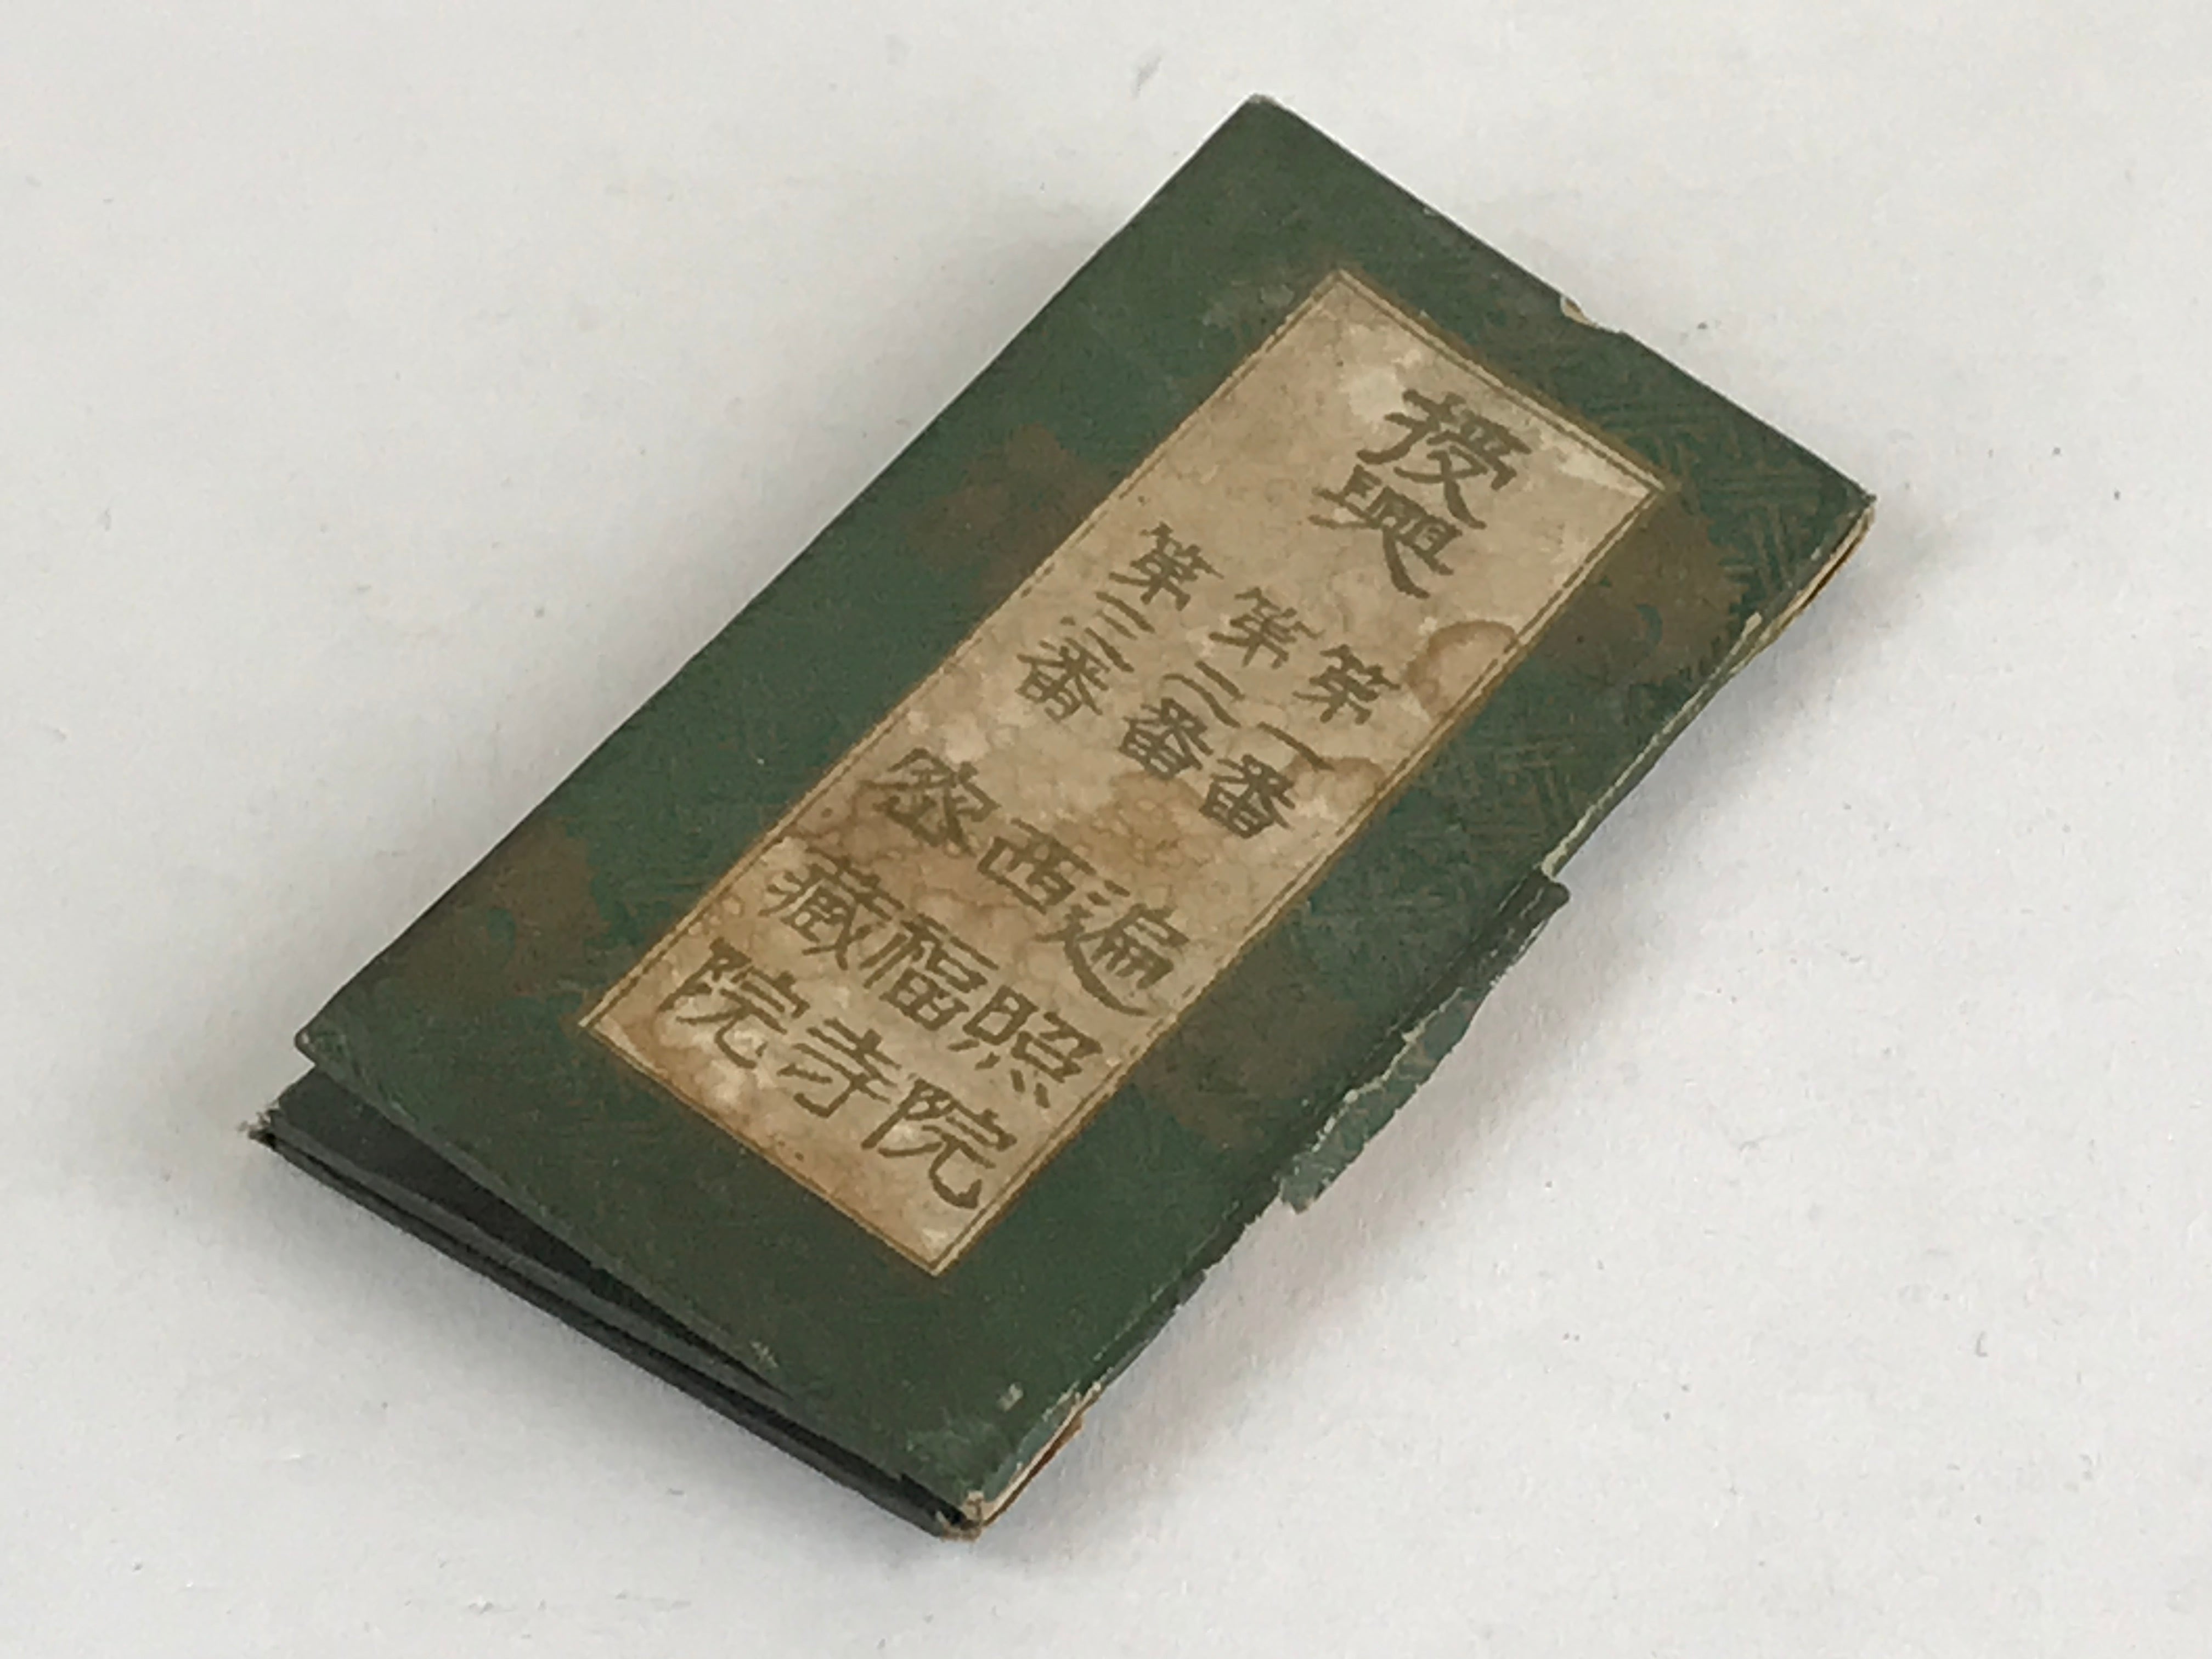 授與
第一番 遍照院
第二番 西福寺
第三番 密藏院